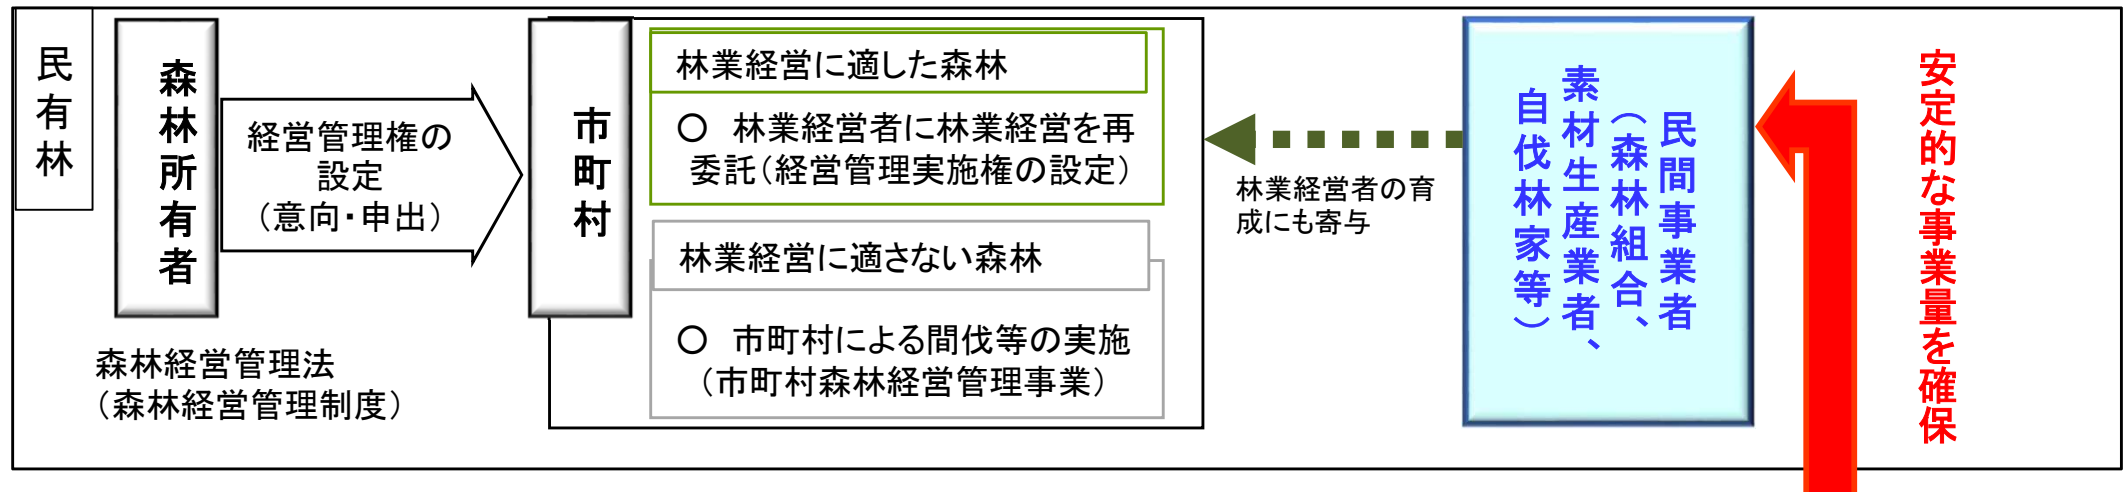 民有林
森林所有者
経営管理権の
設定
（意向・申出）
森林経営管理法
（森林経営管理制度）
市町村
林業経営に適した森林
○　林業経営者に林業経営を再
委託（経営管理実施権の設定）
林業経営に適さない森林
○　市町村による間伐等の実施
（市町村森林経営管理事業）
林業経営者の育
成にも寄与
民間事業者
（森林組合、
素材生産業者、
自伐林家等）
安定的な事業量を確保